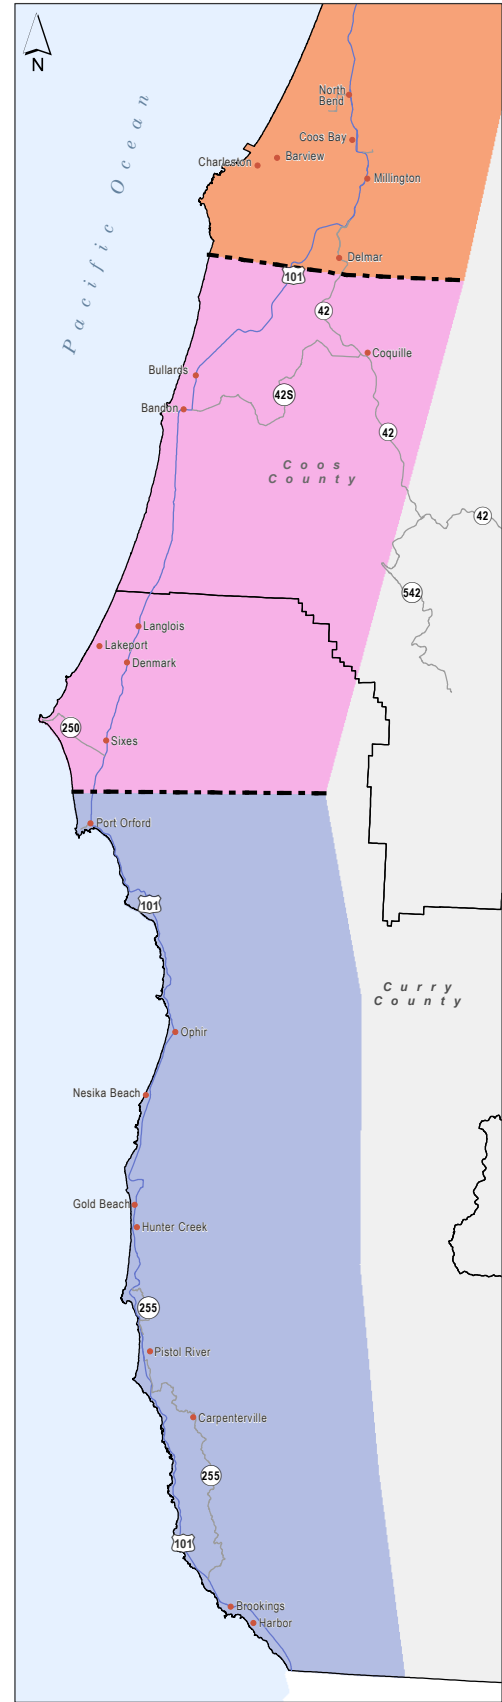 N
Pacific Ocean
North
Bend
Coos Bay
Barview
Charleston
Millington
Delmar
101
42
Coquille
Bullards
42S
Bandon
42
Coos
County
42
542
Langlois
Lakeport
Denmark
250
Sixes
Port Orford
101
Curry
County
Ophir
Nesika Beach
Gold Beach
Hunter Creek
255
Pistol River
Carpenterville
255
101
Brookings
Harbor